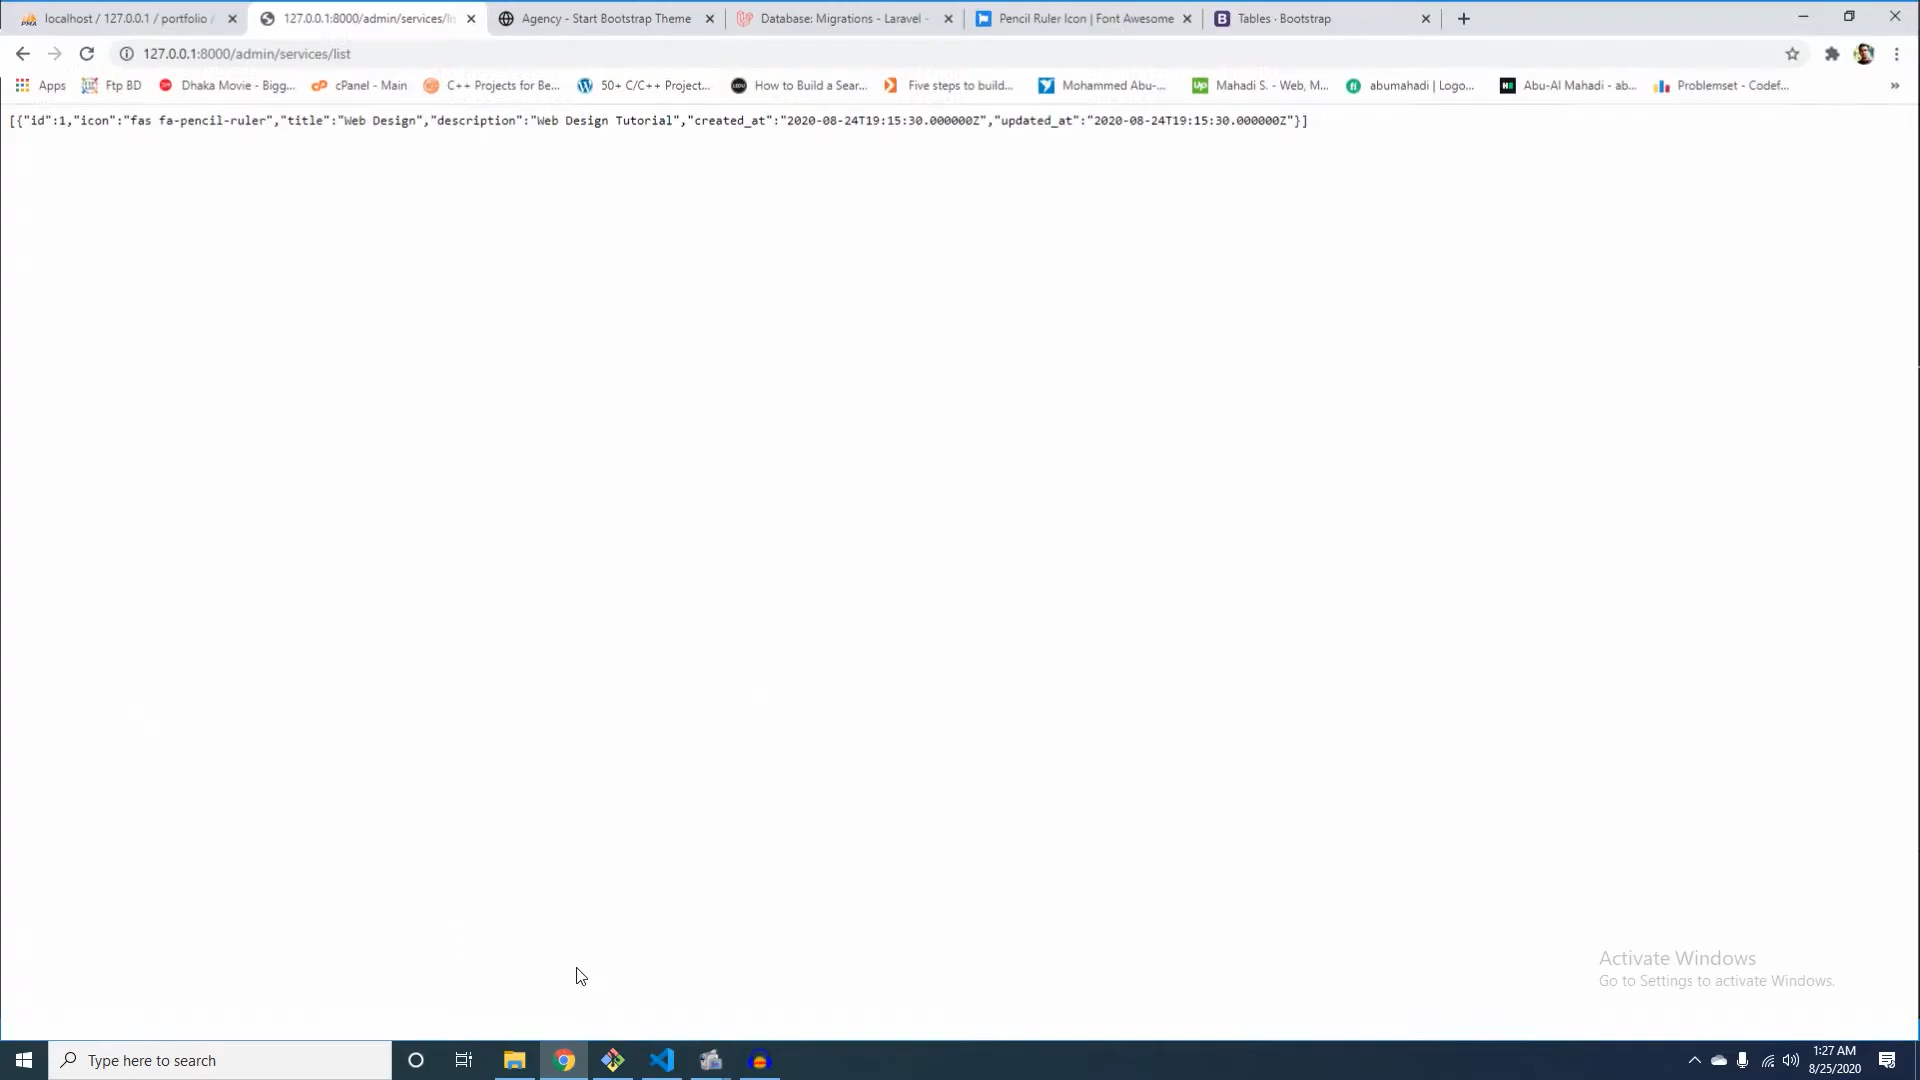 localhost / 127.0.0.1 / portfolio /
127.0.0.1:8000/admin/services/li
Agency - Start Bootstrap Theme
Database: Migrations - Laravel -
Pencil Ruler Icon | Font Awesome
Tables · Bootstrap
127.0.0.1:8000/admin/services/list
Apps
Ftp BD
Dhaka Movie - Bigg...
cPanel - Main
C++ Projects for Be...
50+ C/C++ Project...
How to Build a Sear...
Five steps to build...
Mohammed Abu-...
Mahadi S. - Web, M...
abumahadi | Logo...
Abu-Al Mahadi - ab...
Problemset - Codef...
[{"id":1,"icon":"fas fa-pencil-ruler","title":"Web Design","description":"Web Design Tutorial","created_at":"2020-08-24T19:15:30.000000Z","updated_at":"2020-08-24T19:15:30.000000Z"}]
Activate Windows
Go to Settings to activate Windows.
Type here to search
1:27 AM
8/25/2020